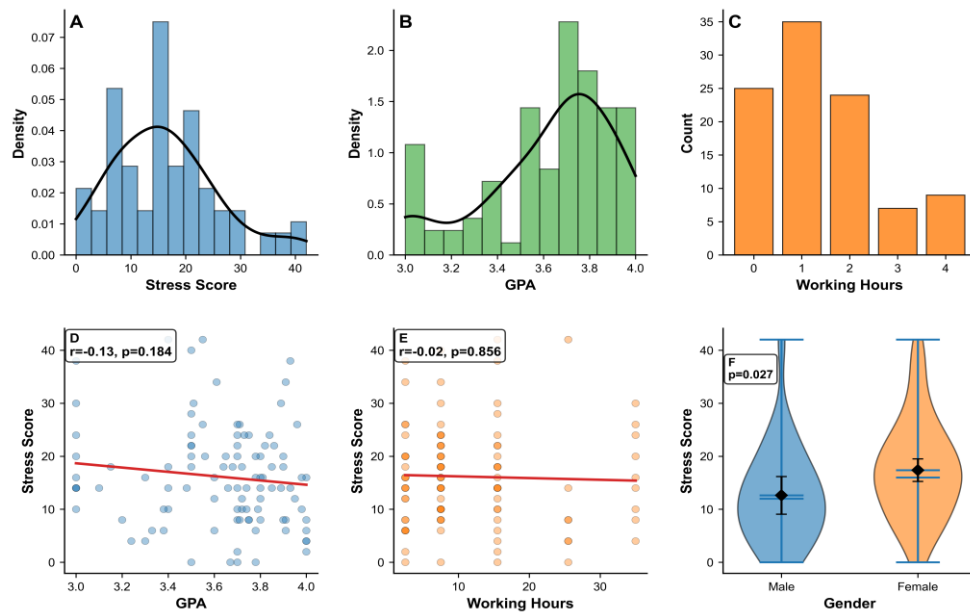 A
Density
0.07
0.06
0.05
0.04
0.03
0.02
0.01
0.00
0 10 20 30 40
Stress Score
B
Density
2.0
1.5
1.0
0.5
0.0
3.0 3.2 3.4 3.6 3.8 4.0
GPA
C
Count
35
30
25
20
15
10
5
0
0 1 2 3 4
Working Hours
D
r=-0.13, p=0.184
Stress Score
40
30
20
10
0
3.0 3.2 3.4 3.6 3.8 4.0
GPA
E
r=-0.02, p=0.856
Stress Score
40
30
20
10
0
10 20 30
Working Hours
F
p=0.027
Stress Score
40
30
20
10
0
Male Female
Gender